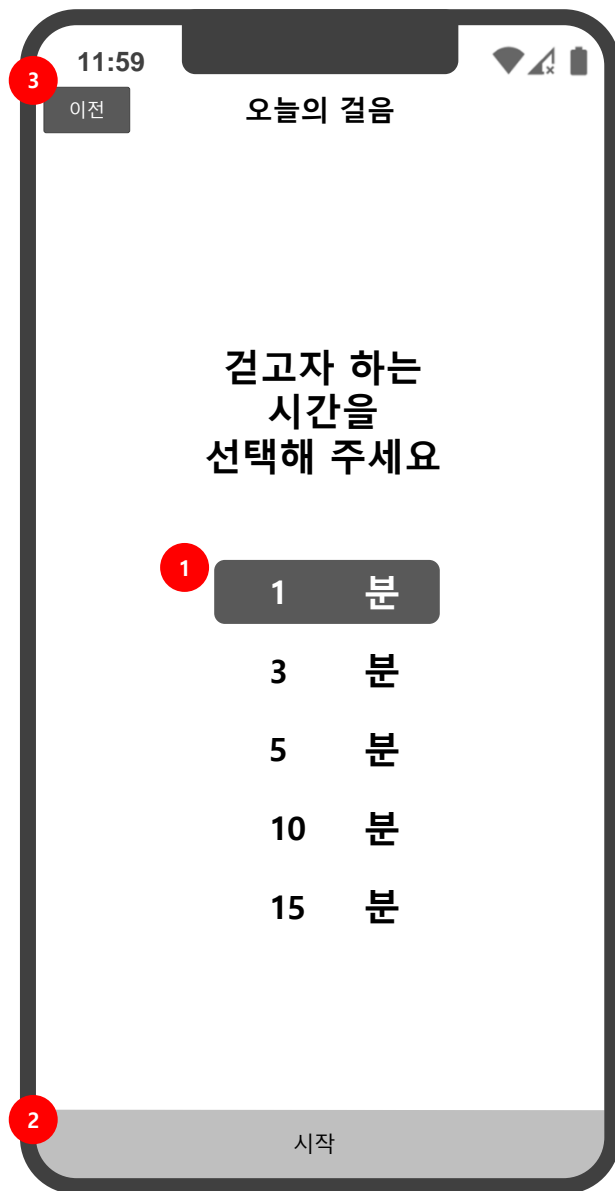 11:59
3
이전
오늘의 걸음
걷고자 하는
시간을
선택해 주세요
1
1 분
3 분
5 분
10 분
15 분
2
시작